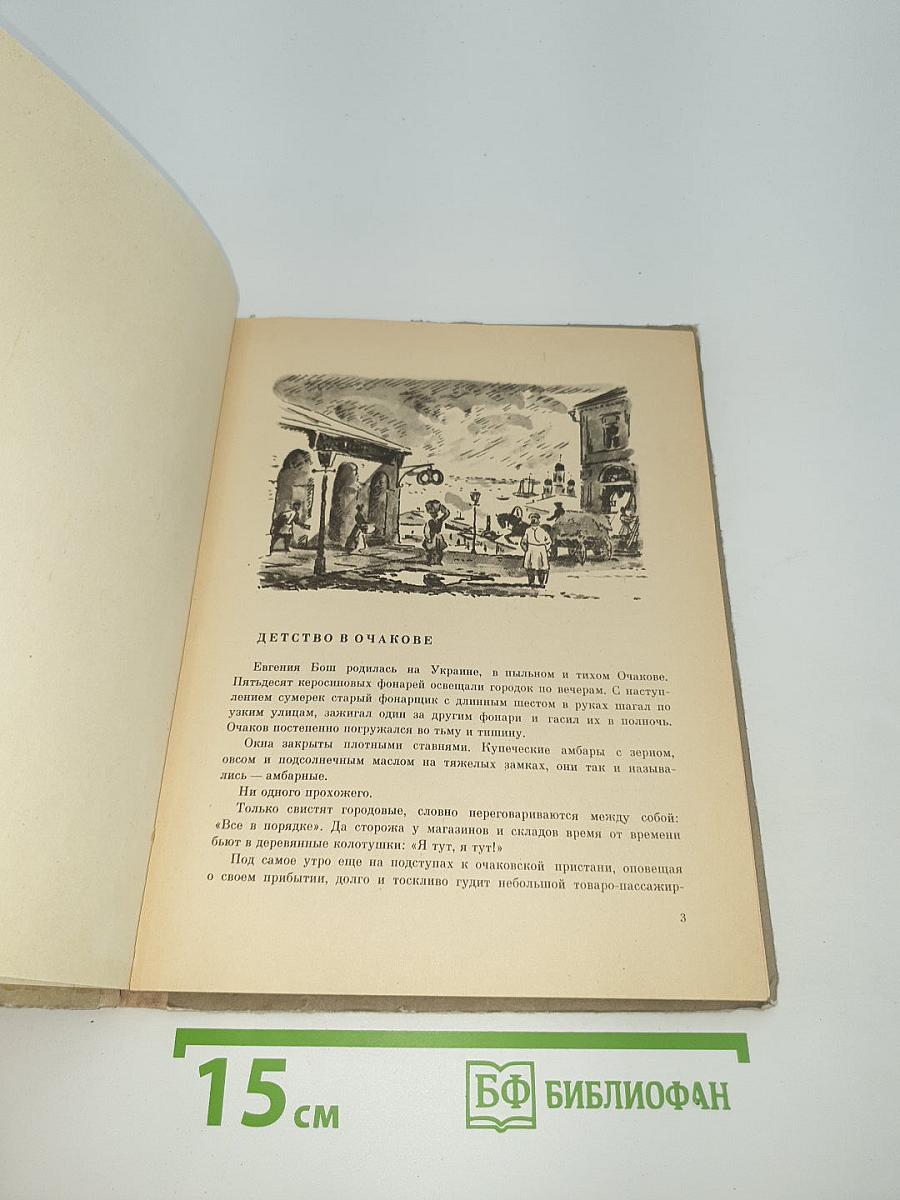 ДЕТСТВО В ОЧАКОВЕ
Евгения Бош родилась на Украине, в пыльном и тихом Очакове.
Пятьдесят керосиновых фонарей освещали городок по вечерам. С наступ-
лением сумерек старый фонарщик с длинным шестом в руках шагал по
узким улицам, зажигал один за другим фонари и гасил их в полночь.
Очаков постепенно погружался во тьму и тишину.
Окна закрыты плотными ставнями. Купеческие амбары с зерном,
овсом и подсолнечным маслом на тяжелых замках, они так и называ-
лись — амбарные.
Ни одного прохожего.
Только свистят городовые, словно переговариваются между собой:
«Все в порядке». Да сторожа у магазинов и складов время от времени
бьют в деревянные колотушки: «Я тут, я тут!»
Под самое утро еще на подступах к очаковской пристани, оповещая
о своем прибытии, долго и тоскливо гудит небольшой товаро-пассажир-
3
15 см
БФ БИБЛИОФАН